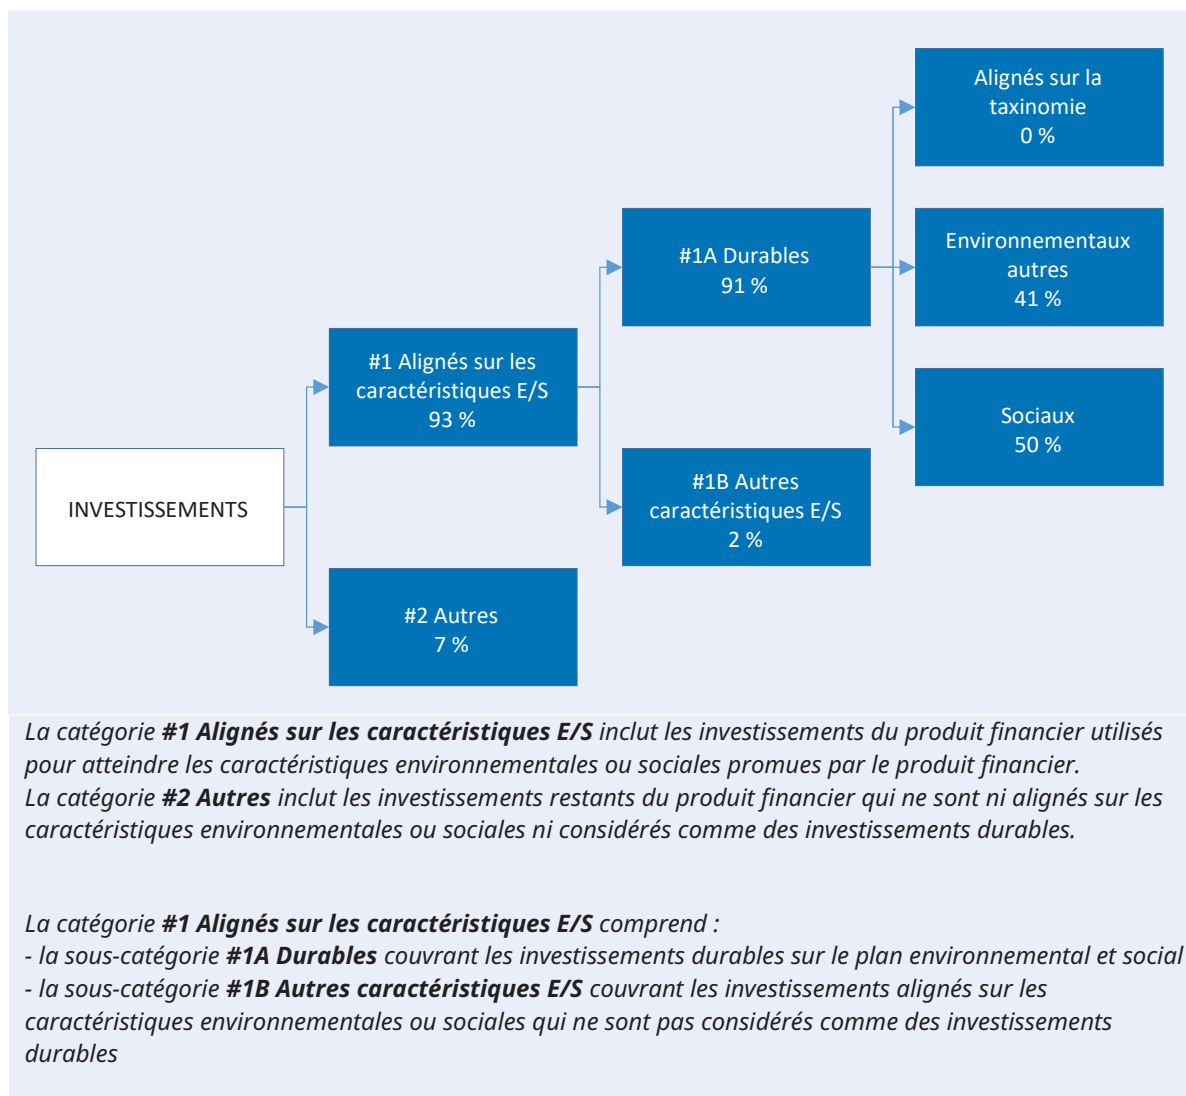 Alignés sur la
taxinomie
0 %
Environnementaux
autres
41 %
#1A Durables
91 %
#1 Alignés sur les
caractéristiques E/S
93 %
Sociaux
50 %
INVESTISSEMENTS
#1B Autres
caractéristiques E/S
2 %
#2 Autres
7 %
La catégorie #1 Alignés sur les caractéristiques E/S inclut les investissements du produit financier utilisés
pour atteindre les caractéristiques environnementales ou sociales promues par le produit financier.
La catégorie #2 Autres inclut les investissements restants du produit financier qui ne sont ni alignés sur les
caractéristiques environnementales ou sociales ni considérés comme des investissements durables.
La catégorie #1 Alignés sur les caractéristiques E/S comprend :
- la sous-catégorie #1A Durables couvrant les investissements durables sur le plan environnemental et social
- la sous-catégorie #1B Autres caractéristiques E/S couvrant les investissements alignés sur les
caractéristiques environnementales ou sociales qui ne sont pas considérés comme des investissements
durables